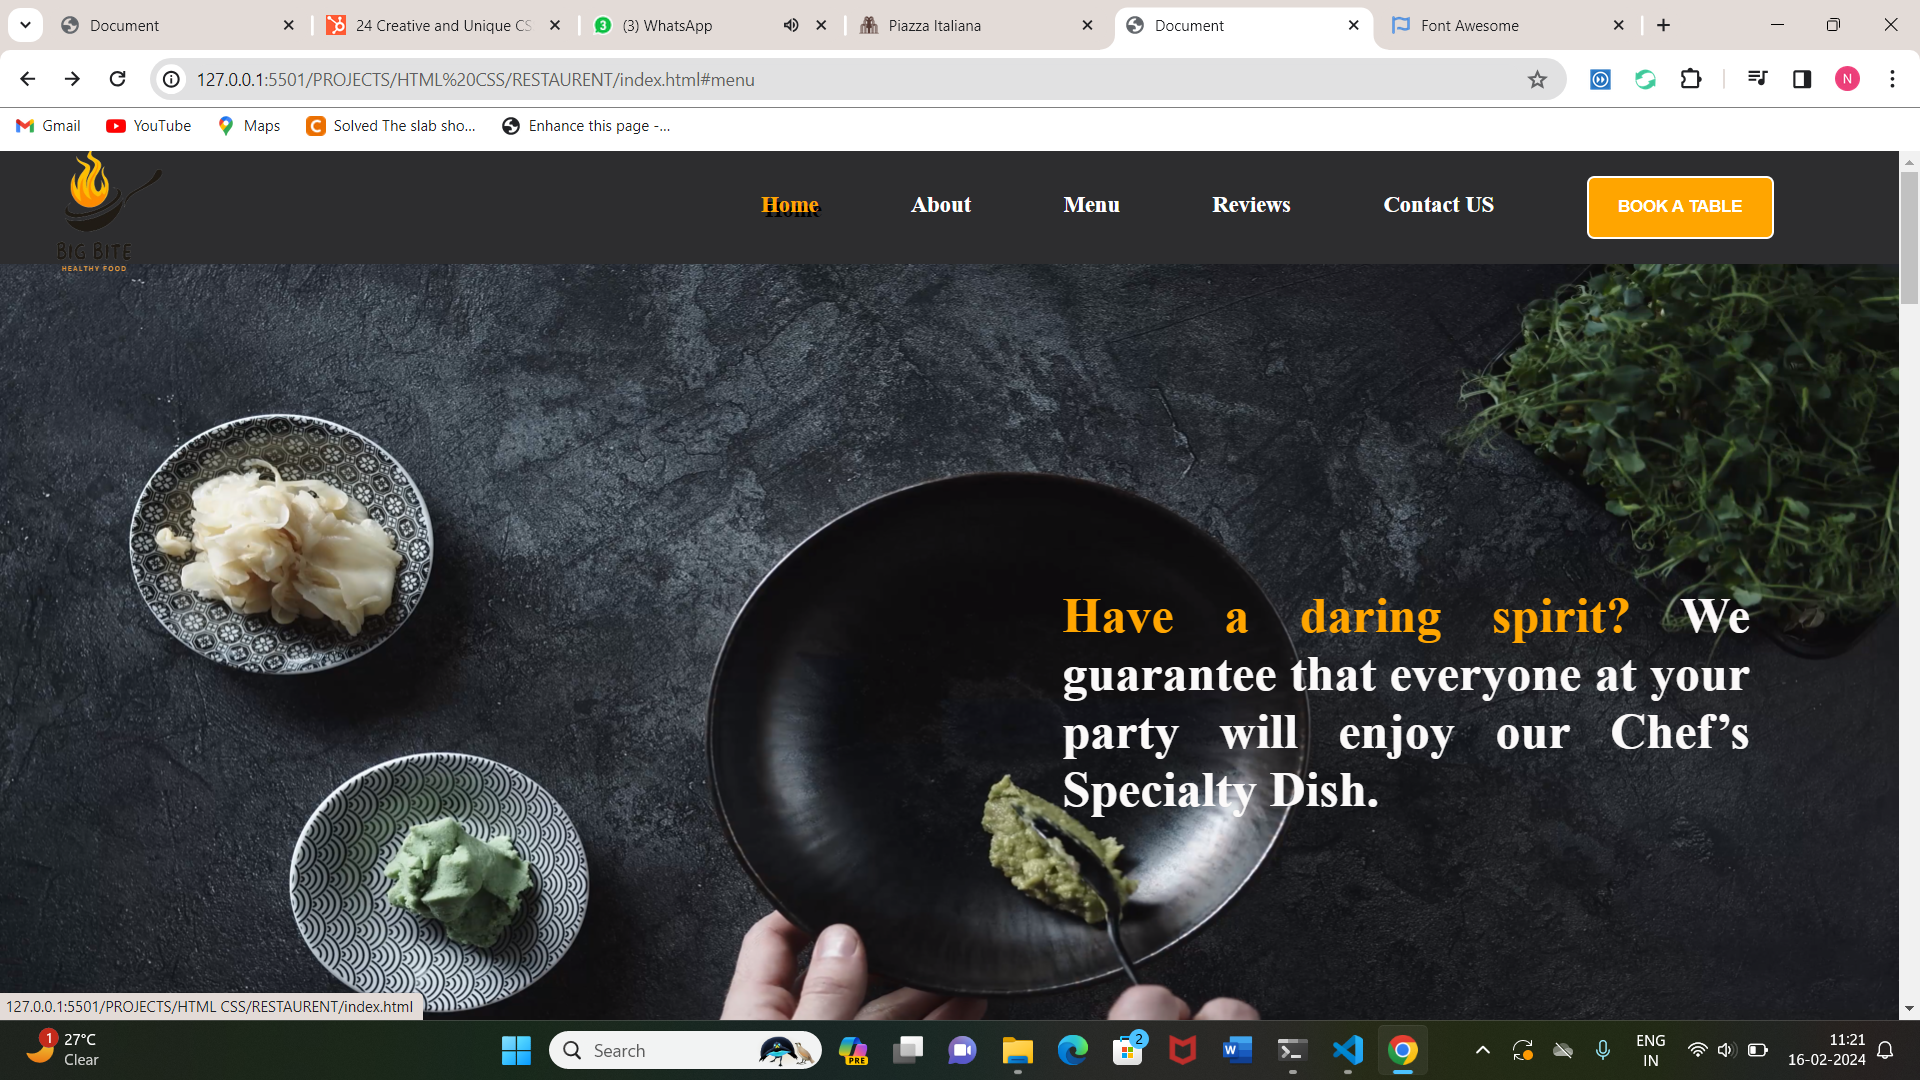 Document
24 Creative and Unique CS
(3) WhatsApp
Piazza Italiana
Document
Font Awesome
127.0.0.1:5501/PROJECTS/HTML%20CSS/RESTAURENT/index.html#menu
N
Gmail
YouTube
Maps
Solved The slab sho...
Enhance this page -...
BIG BITE
HEALTHY FOOD
Home
About
Menu
Reviews
Contact US
BOOK A TABLE
Have a daring spirit? We
guarantee that everyone at your
party will enjoy our Chef’s
Specialty Dish.
127.0.0.1:5501/PROJECTS/HTML CSS/RESTAURENT/index.html
1
27°C
Clear
Search
PRE
2
ENG
IN
11:21
16-02-2024